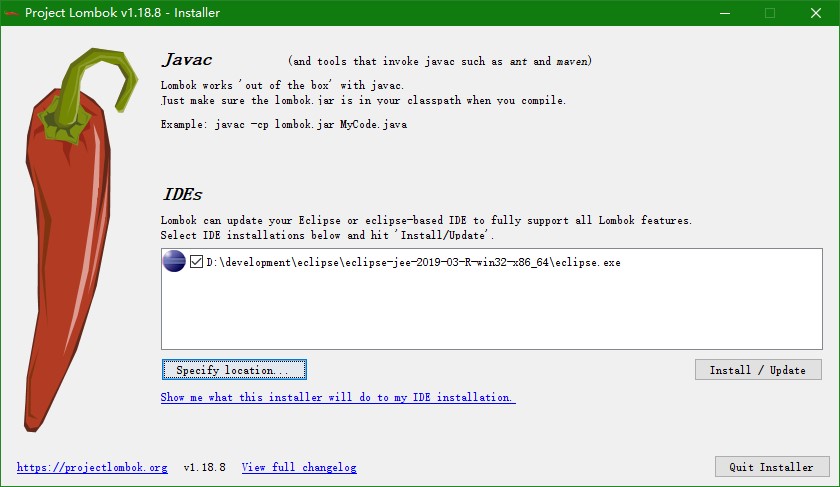 Project Lombok v1.18.8 - Installer
Javac (and tools that invoke javac such as ant and maven)
Lombok works 'out of the box' with javac.
Just make sure the lombok.jar is in your classpath when you compile.
Example: javac -cp lombok.jar MyCode.java
IDEs
Lombok can update your Eclipse or eclipse-based IDE to fully support all Lombok features.
Select IDE installations below and hit 'Install/Update'.
D:\development\eclipse\eclipse-jee-2019-03-R-win32-x86_64\eclipse.exe
Specify location... Install / Update
Show me what this installer will do to my IDE installation.
https://projectlombok.org v1.18.8 View full changelog Quit Installer